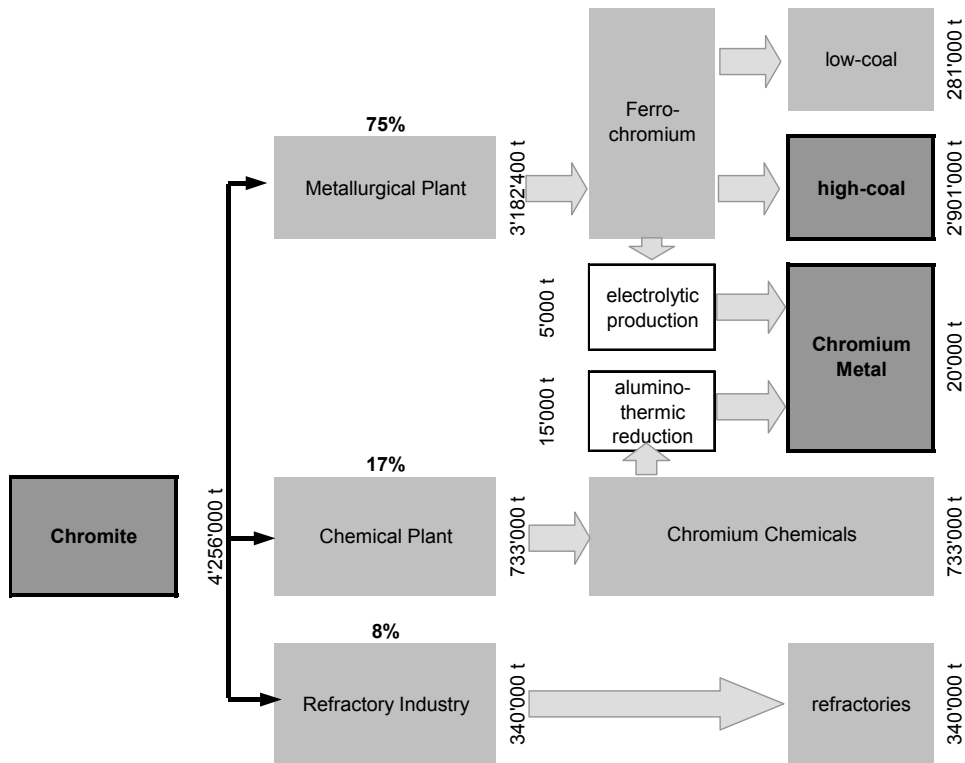 Chromite
4'256'000 t
75%
Metallurgical Plant
3'182'400 t
Ferro-
chromium
low-coal
281'000 t
high-coal
2'901'000 t
5'000 t
electrolytic
production
15'000 t
alumino-
thermic
reduction
Chromium
Metal
20'000 t
17%
Chemical Plant
733'000 t
Chromium Chemicals
733'000 t
8%
Refractory Industry
340'000 t
refractories
340'000 t